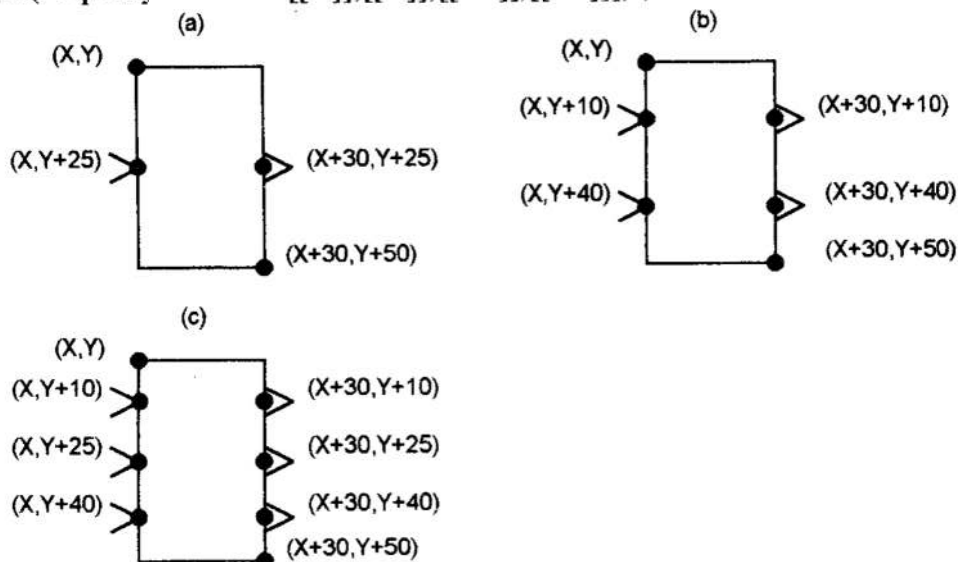 (a)
(X,Y)
(X,Y+25)
(X+30,Y+25)
(X+30,Y+50)
(b)
(X,Y)
(X,Y+10)
(X+30,Y+10)
(X,Y+40)
(X+30,Y+40)
(X+30,Y+50)
(c)
(X,Y)
(X,Y+10)
(X+30,Y+10)
(X,Y+25)
(X+30,Y+25)
(X,Y+40)
(X+30,Y+40)
(X+30,Y+50)